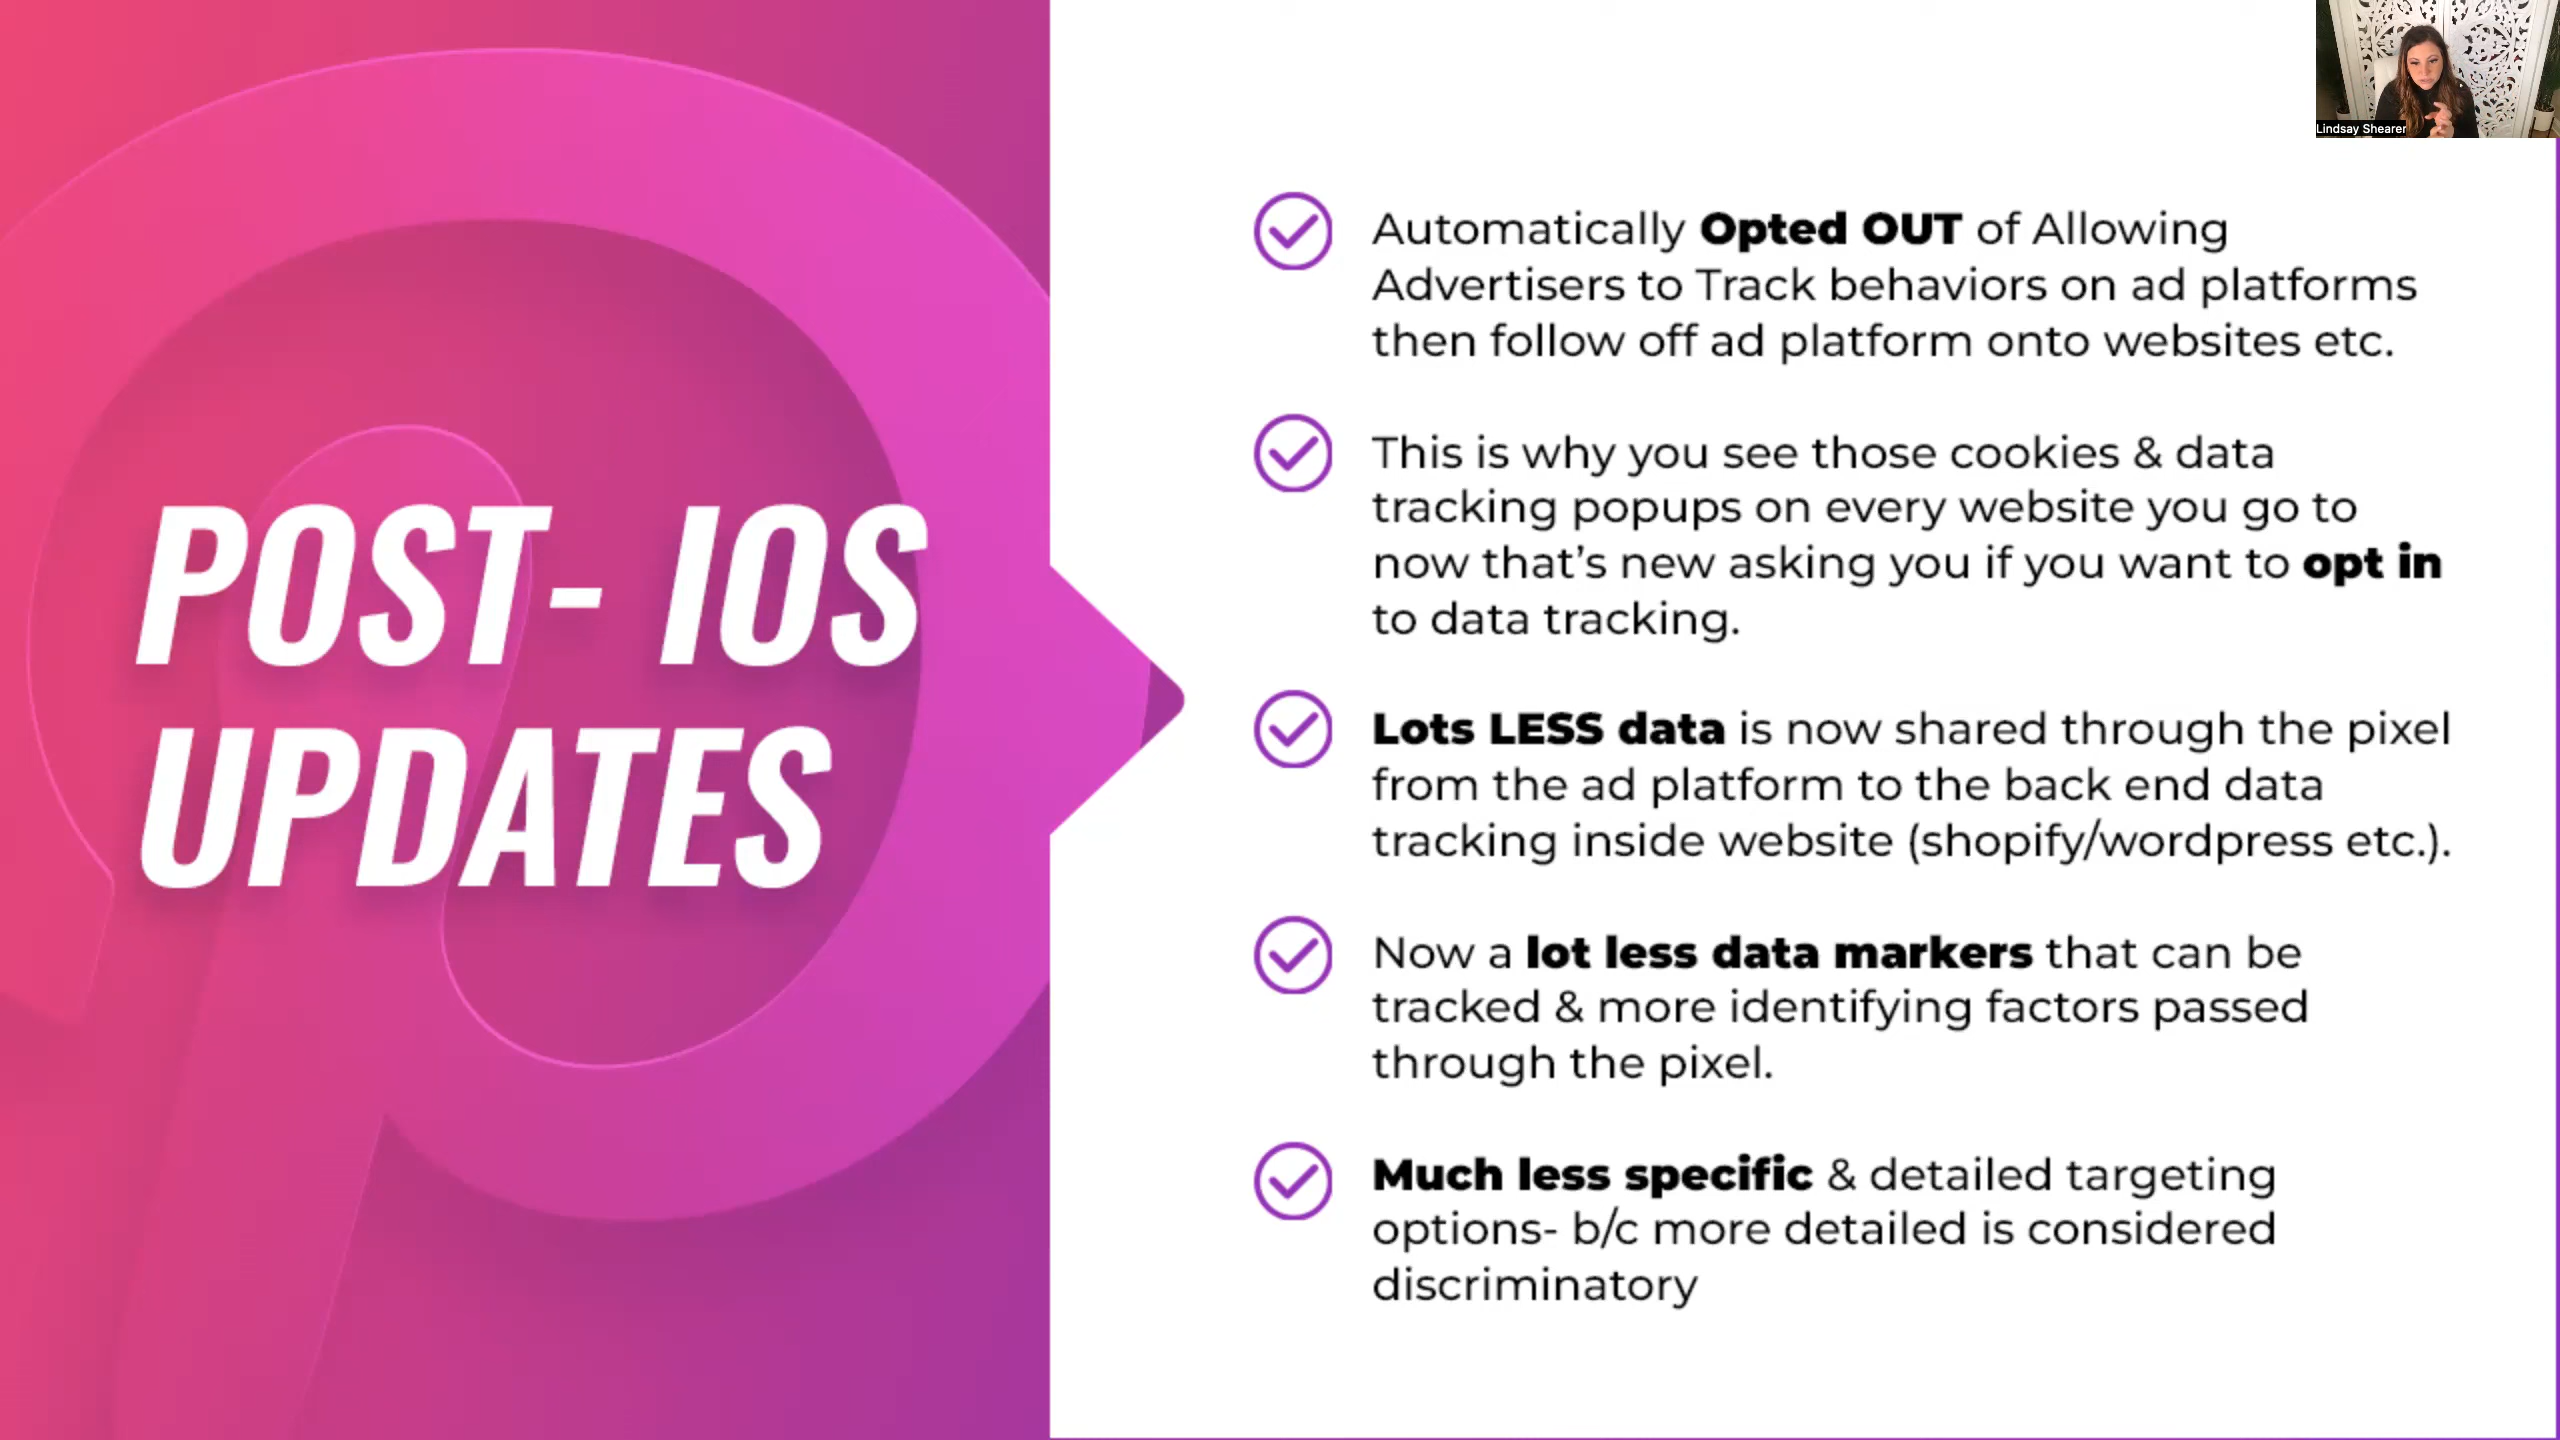 Lindsay Shearer
POST- IOS
UPDATES
Automatically Opted OUT of Allowing
Advertisers to Track behaviors on ad platforms
then follow off ad platform onto websites etc.
This is why you see those cookies & data
tracking popups on every website you go to
now that's new asking you if you want to opt in
to data tracking.
Lots LESS data is now shared through the pixel
from the ad platform to the back end data
tracking inside website (shopify/wordpress etc.).
Now a lot less data markers that can be
tracked & more identifying factors passed
through the pixel.
Much less specific & detailed targeting
options- b/c more detailed is considered
discriminatory